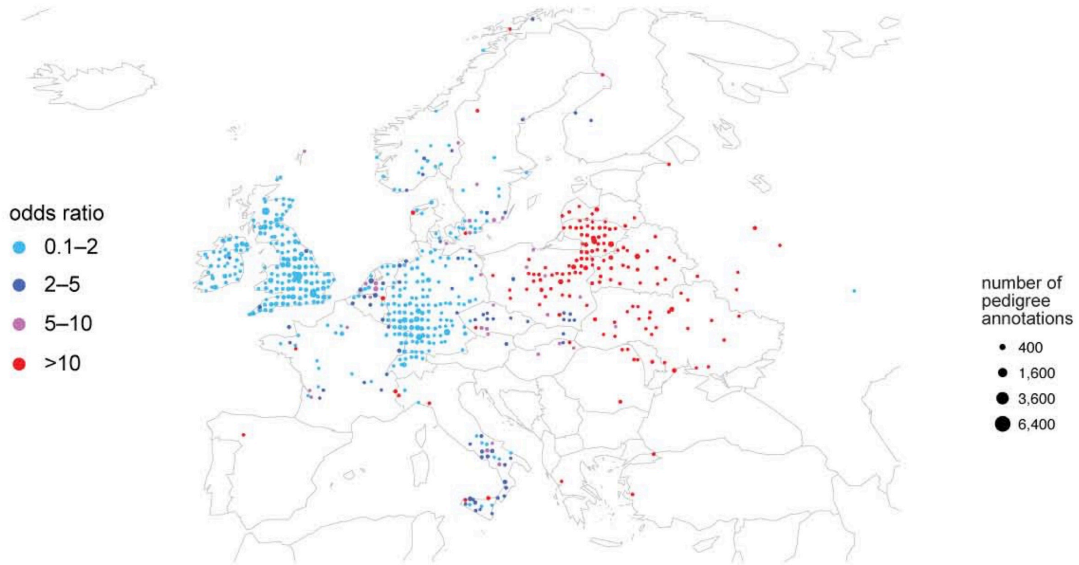 odds ratio
0.1–2
2–5
5–10
>10
number of
pedigree
annotations
400
1,600
3,600
6,400